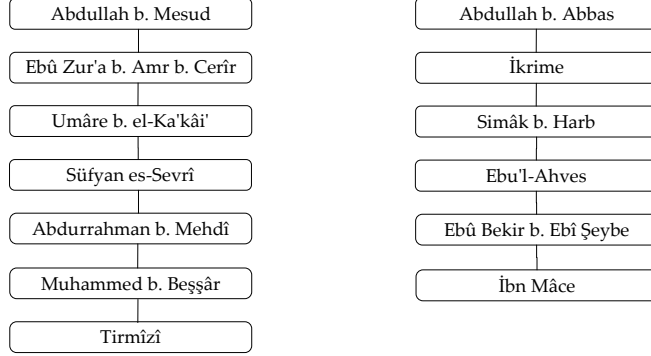 Abdullah b. Mesud
Ebû Zur'a b. Amr b. Cerîr
Umâre b. el-Ka'kâi'
Süfyan es-Sevrî
Abdurrahman b. Mehdî
Muhammed b. Beşşâr
Tirmîzî
Abdullah b. Abbas
İkrime
Simâk b. Harb
Ebu'l-Ahves
Ebû Bekir b. Ebî Şeybe
İbn Mâce